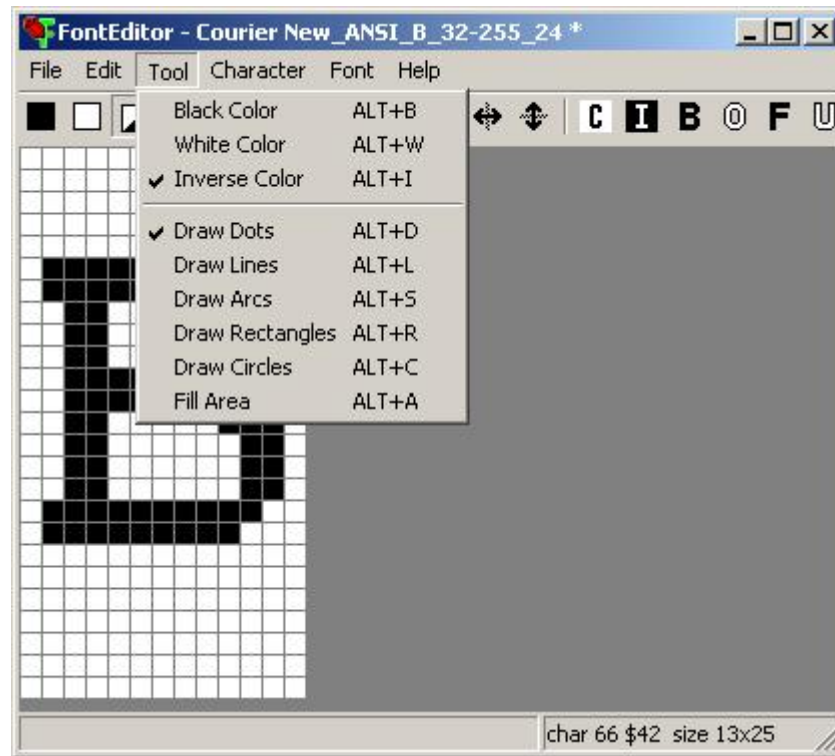 FontEditor - Courier New_ANSI_B_32-255_24 *
File Edit Tool Character Font Help
C I B O F U
Black Color ALT+B
White Color ALT+W
Inverse Color ALT+I
Draw Dots ALT+D
Draw Lines ALT+L
Draw Arcs ALT+S
Draw Rectangles ALT+R
Draw Circles ALT+C
Fill Area ALT+A
char 66 $42 size 13x25